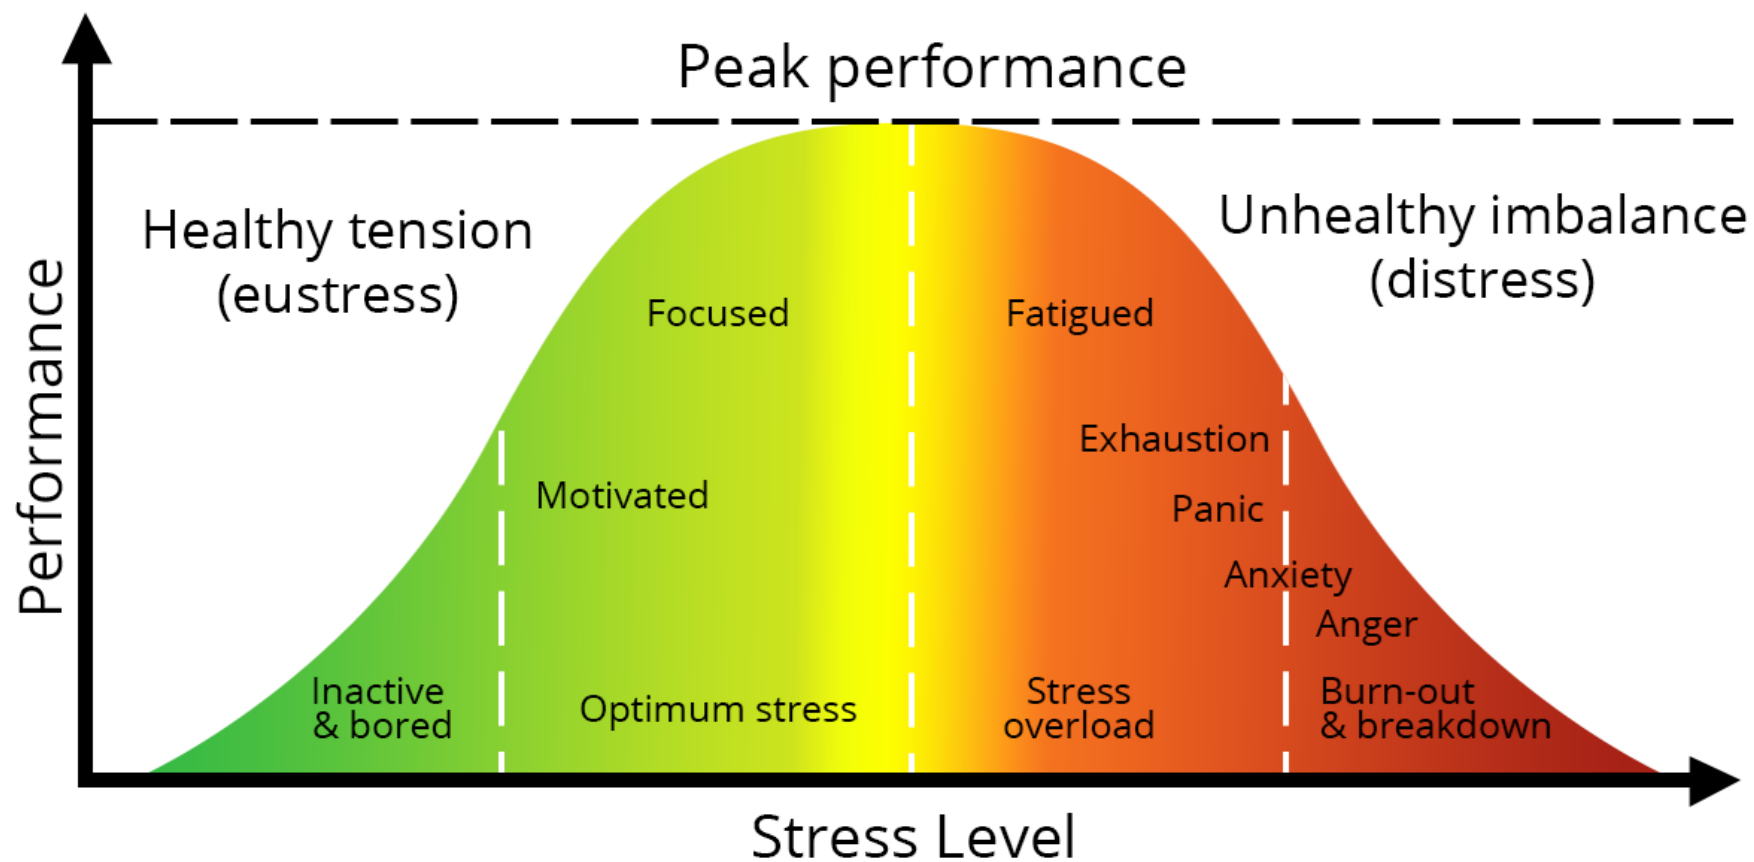 Peak performance
Healthy tension
(eustress)
Unhealthy imbalance
(distress)
Performance
Focused
Fatigued
Motivated
Exhaustion
Panic
Anxiety
Anger
Inactive
& bored
Optimum stress
Stress
overload
Burn-out
& breakdown
Stress Level